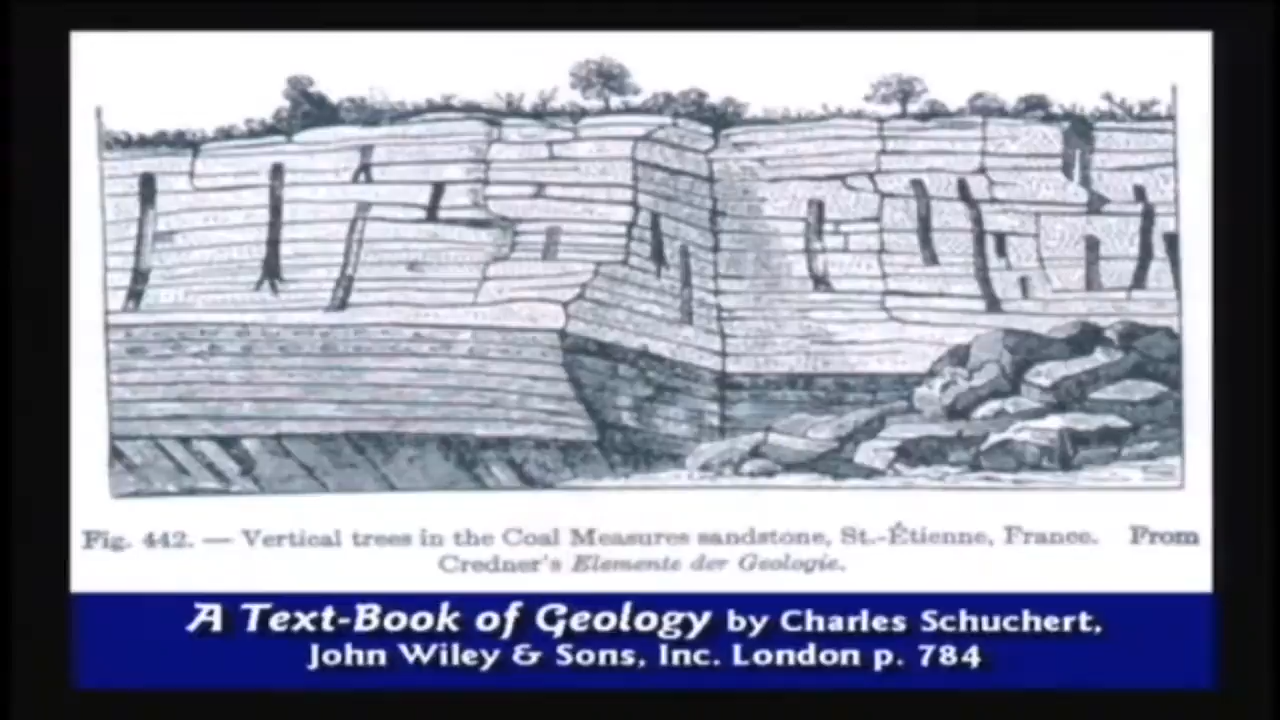 Fig. 442. — Vertical trees in the Coal Measures sandstone, St.-Étienne, France. From
Credner's Elemente der Geologie.
A Text-Book of Geology by Charles Schuchert,
John Wiley & Sons, Inc. London p. 784